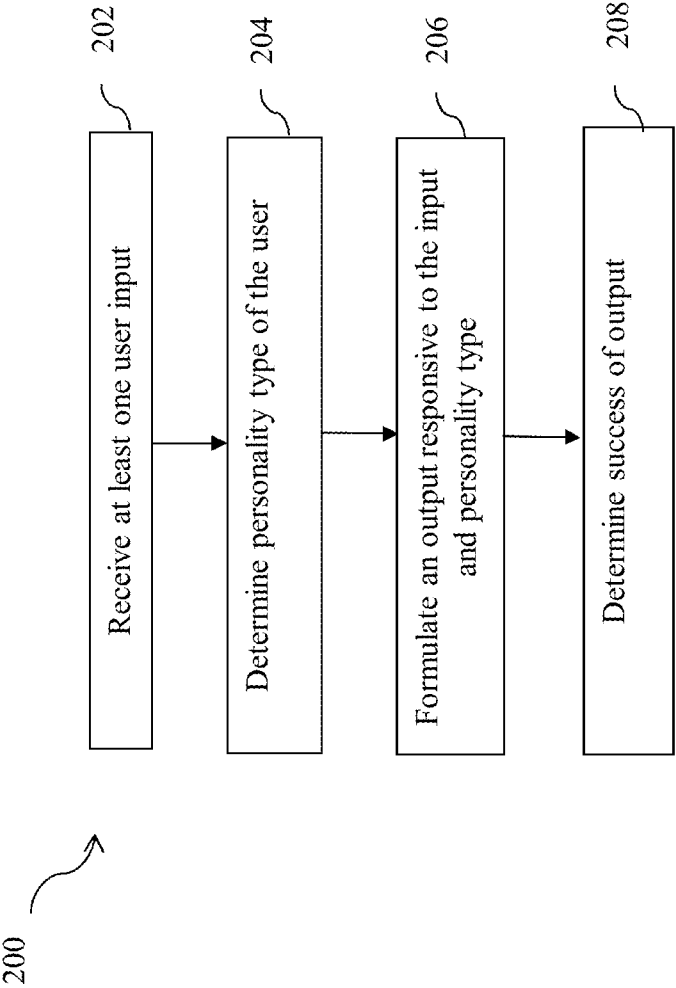 200
Receive at least one user input
202
Determine personality type of the user
204
Formulate an output responsive to the input
and personality type
206
Determine success of output
208